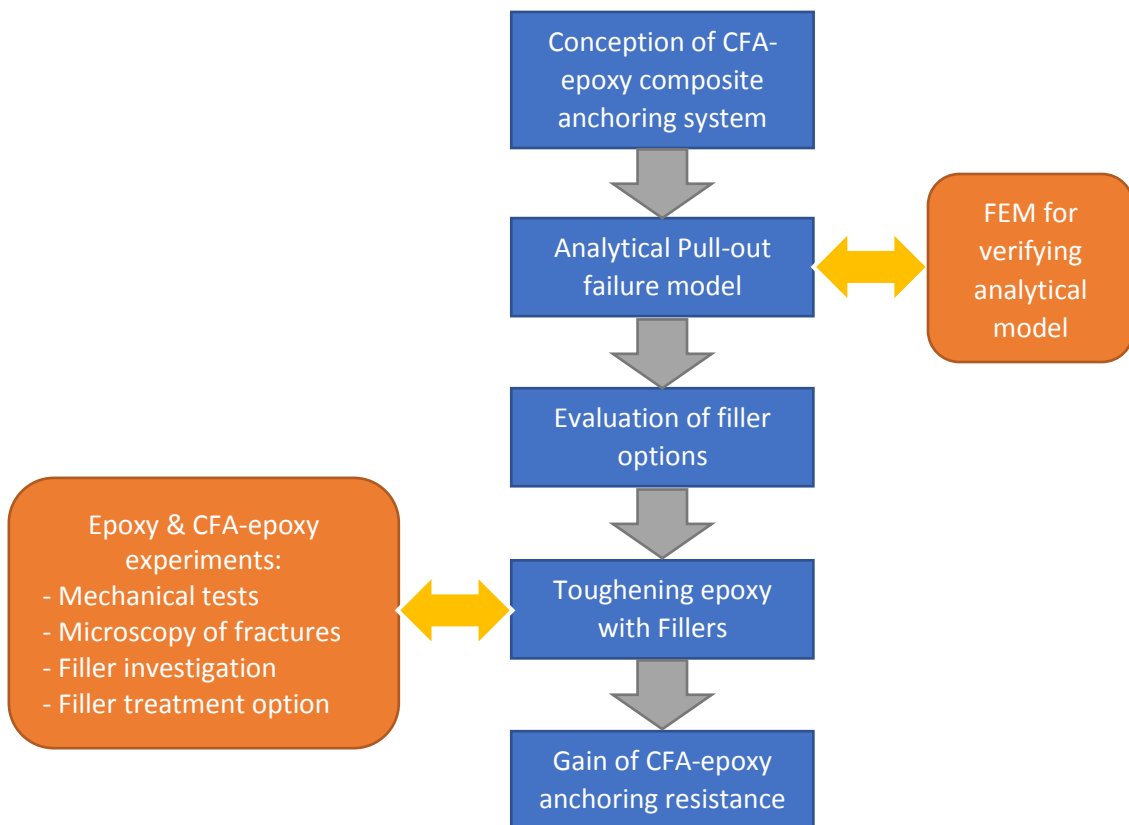 Conception of CFA-
epoxy composite
anchoring system
Analytical Pull-out
failure model
FEM for
verifying
analytical
model
Evaluation of filler
options
Epoxy & CFA-epoxy
experiments:
- Mechanical tests
- Microscopy of fractures
- Filler investigation
- Filler treatment option
Toughening epoxy
with Fillers
Gain of CFA-epoxy
anchoring resistance